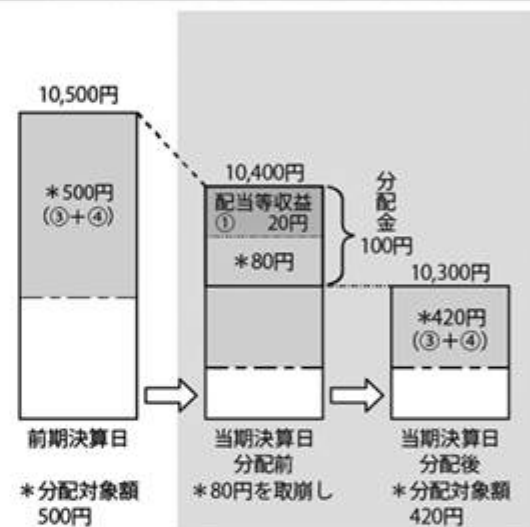 10,500円
*500円
(③+④)
前期決算日
*分配対象額
500円
10,400円
配当等収益
① 20円
*80円
分配金
100円
当期決算日
分配前
*80円を取崩し
10,300円
*420円
(③+④)
当期決算日
分配後
*分配対象額
420円